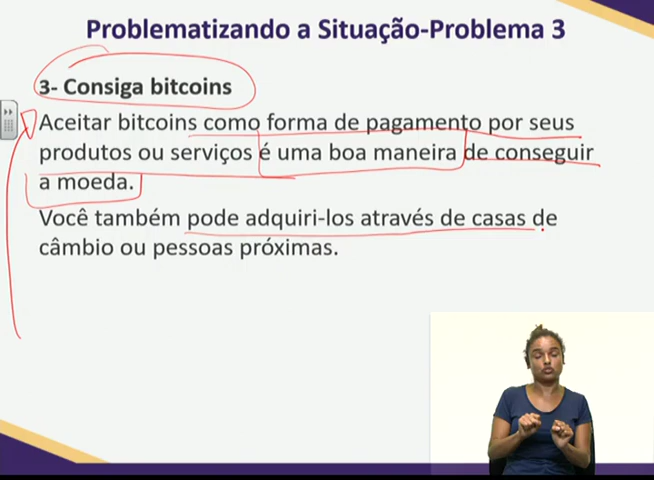 Problematizando a Situação-Problema 3
3- Consiga bitcoins
Aceitar bitcoins como forma de pagamento por seus
produtos ou serviços é uma boa maneira de conseguir
a moeda.
Você também pode adquiri-los através de casas de
câmbio ou pessoas próximas.